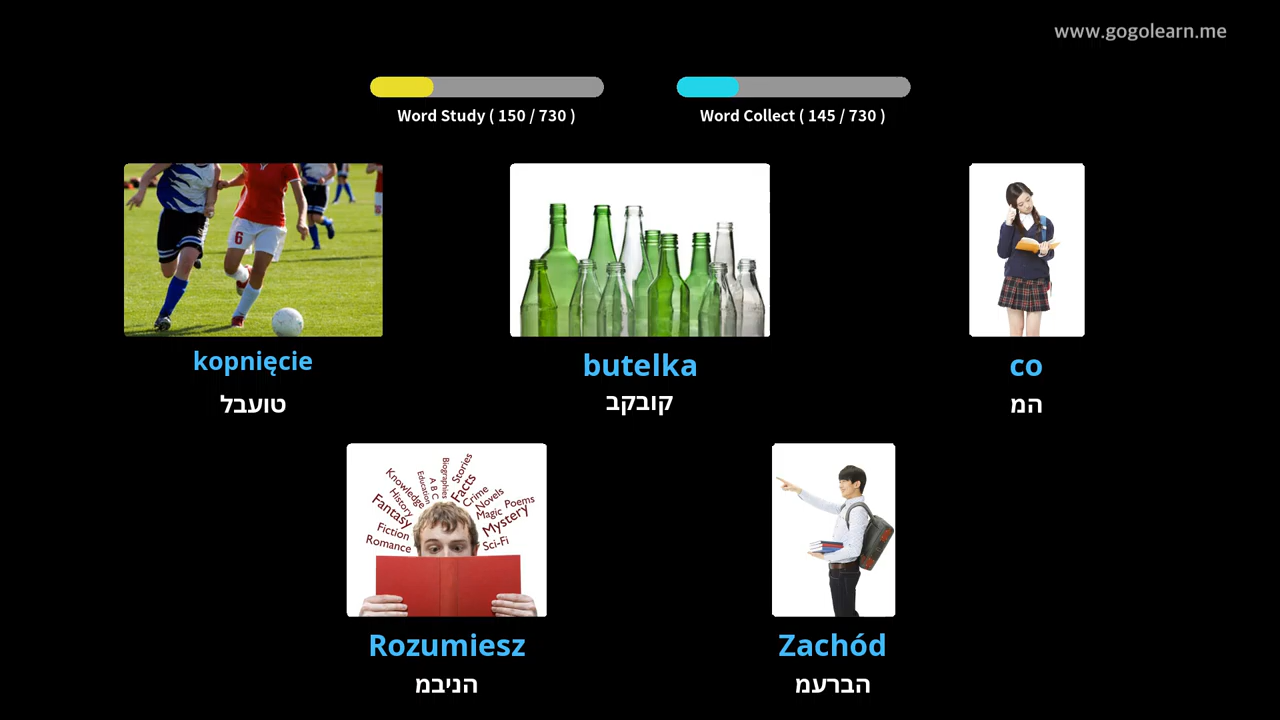 www.gogolearn.me
Word Study ( 150 / 730 )
Word Collect ( 145 / 730 )
kopnięcie
טועבל
butelka
קובקב
co
המ
Knowledge
History
Fantasy
Fiction
Romance
Education
A B C
Biographies
Stories
Facts
Crime
Novels
Magic
Poems
Mystery
Sci-Fi
6
Rozumiesz
הניבמ
Zachód
הברעמ